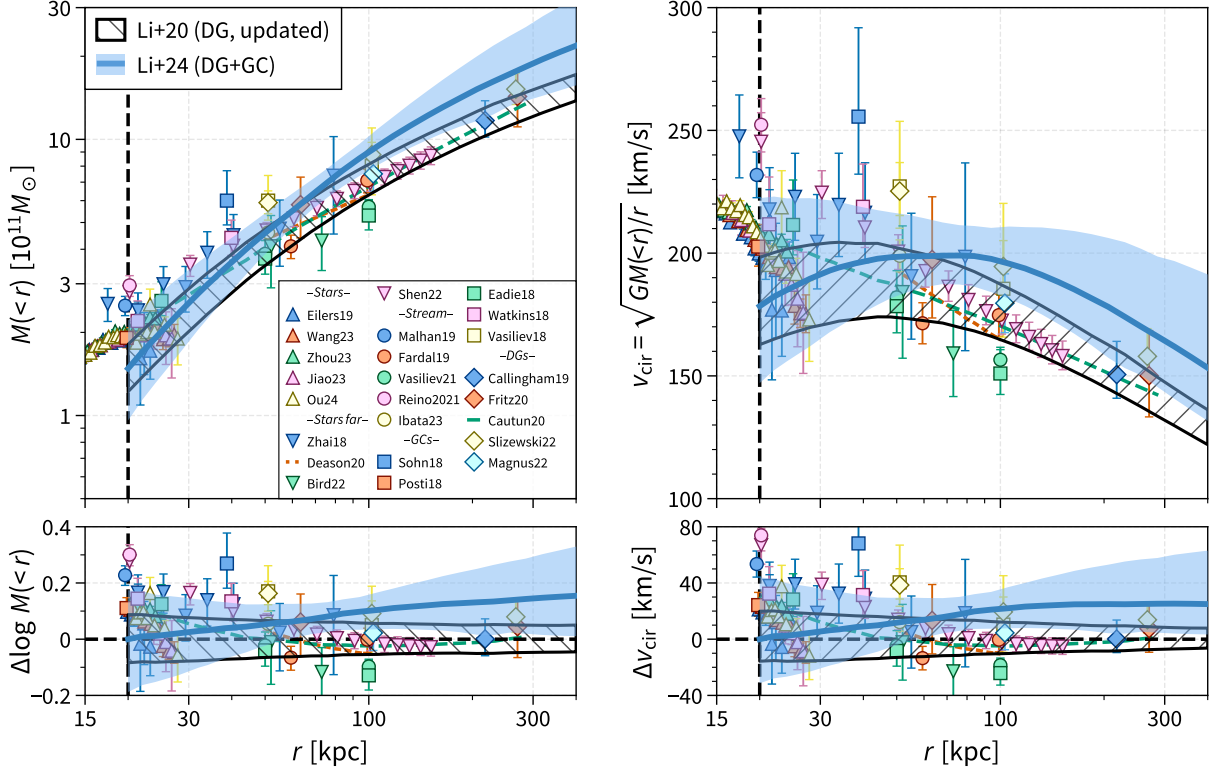 30
10
3
1
M(< r) [10¹¹M⊙]
Li+20 (DG, updated)
Li+24 (DG+GC)
–Stars–
Eilers19
Wang23
Zhou23
Jiao23
Ou24
–Stars far–
Zhai18
Deason20
Bird22
Shen22
–Stream–
Malhan19
Fardal19
Vasiliev21
Reino2021
Ibata23
–GCs–
Sohn18
Posti18
Eadie18
Watkins18
Vasiliev18
–DGs–
Callingham19
Fritz20
Cautun20
Slizewski22
Magnus22
300
250
200
150
100
v_cir = √GM(<r)/r [km/s]
0.4
0.2
0
−0.2
Δlog M(< r)
15
30
100
300
r [kpc]
80
40
0
−40
Δv_cir [km/s]
15
30
100
300
r [kpc]